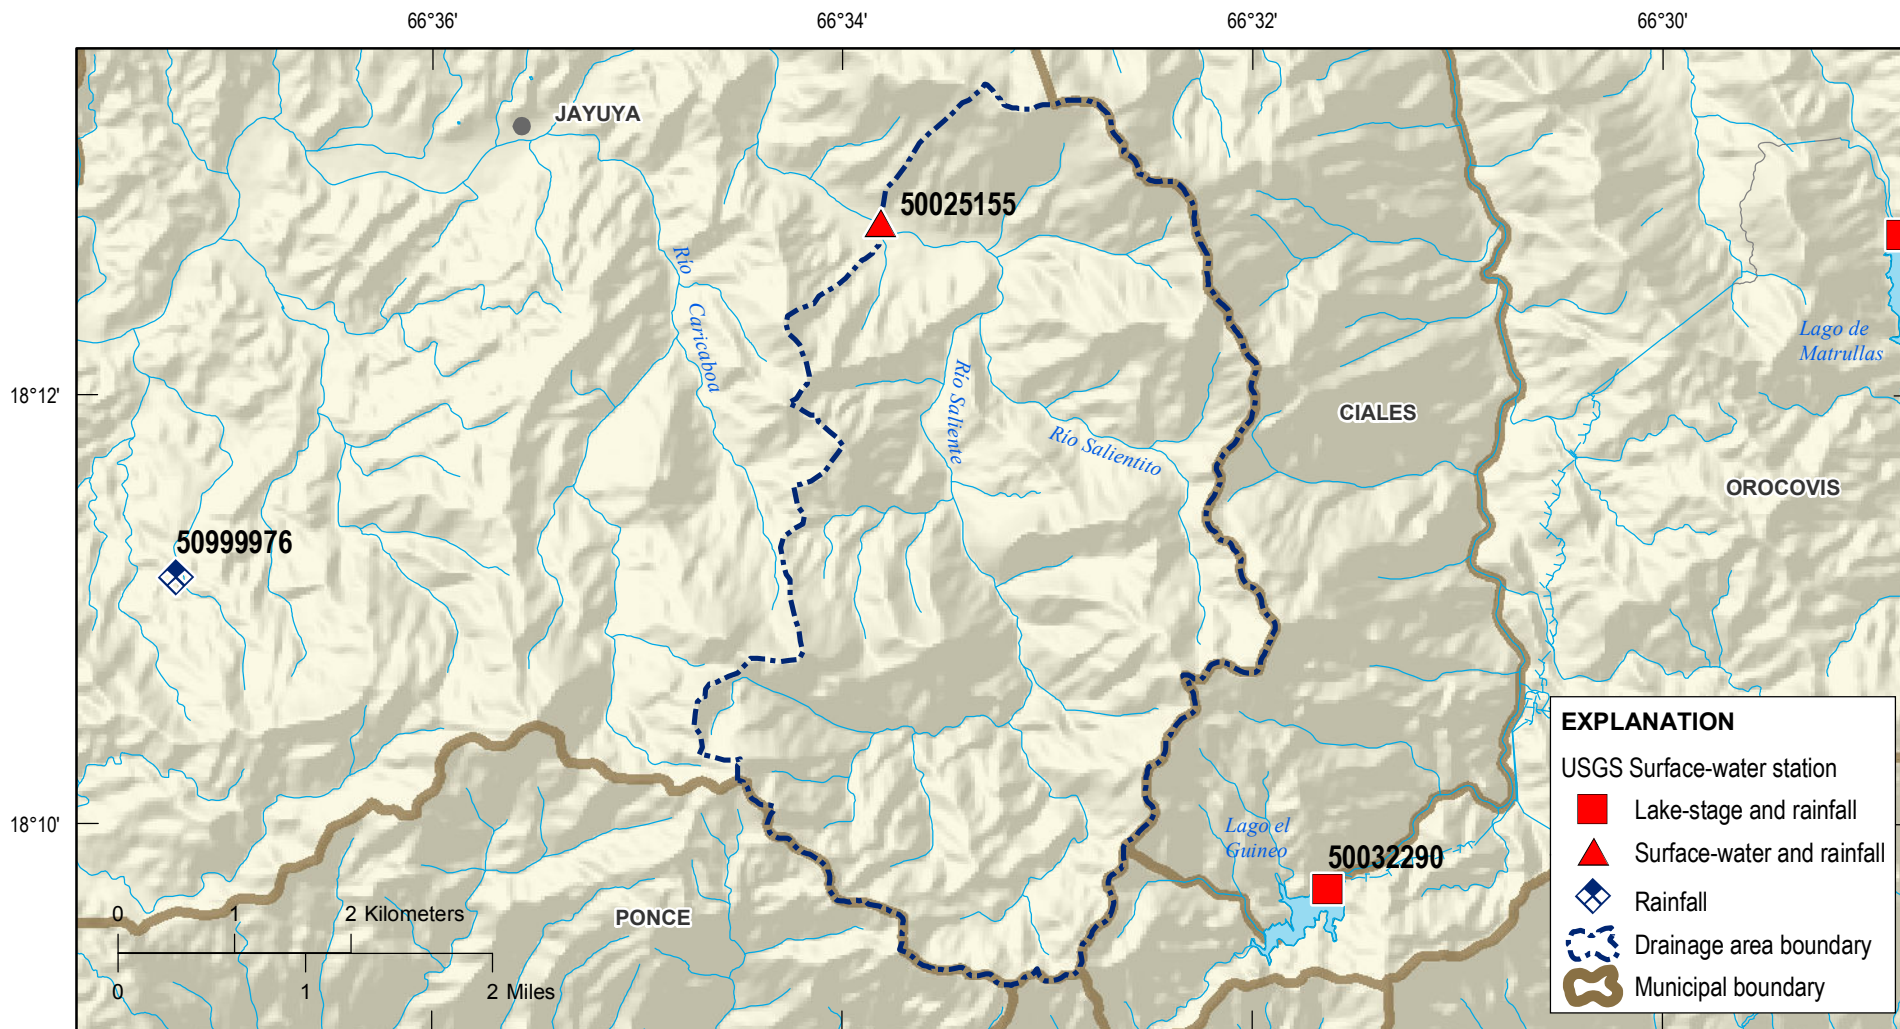 66°36'
66°34'
66°32'
66°30'
JAYUYA
50025155
Río
Caricaboa
Lago de
Matrullas
Río Saliente
18°12'
CIALES
Río Salientito
OROCOVIS
50999976
EXPLANATION
USGS Surface-water station
Lake-stage and rainfall
Surface-water and rainfall
Rainfall
Drainage area boundary
Municipal boundary
18°10'
Lago el
Guineo
50032290
PONCE
0 1 2 Kilometers
0 1 2 Miles